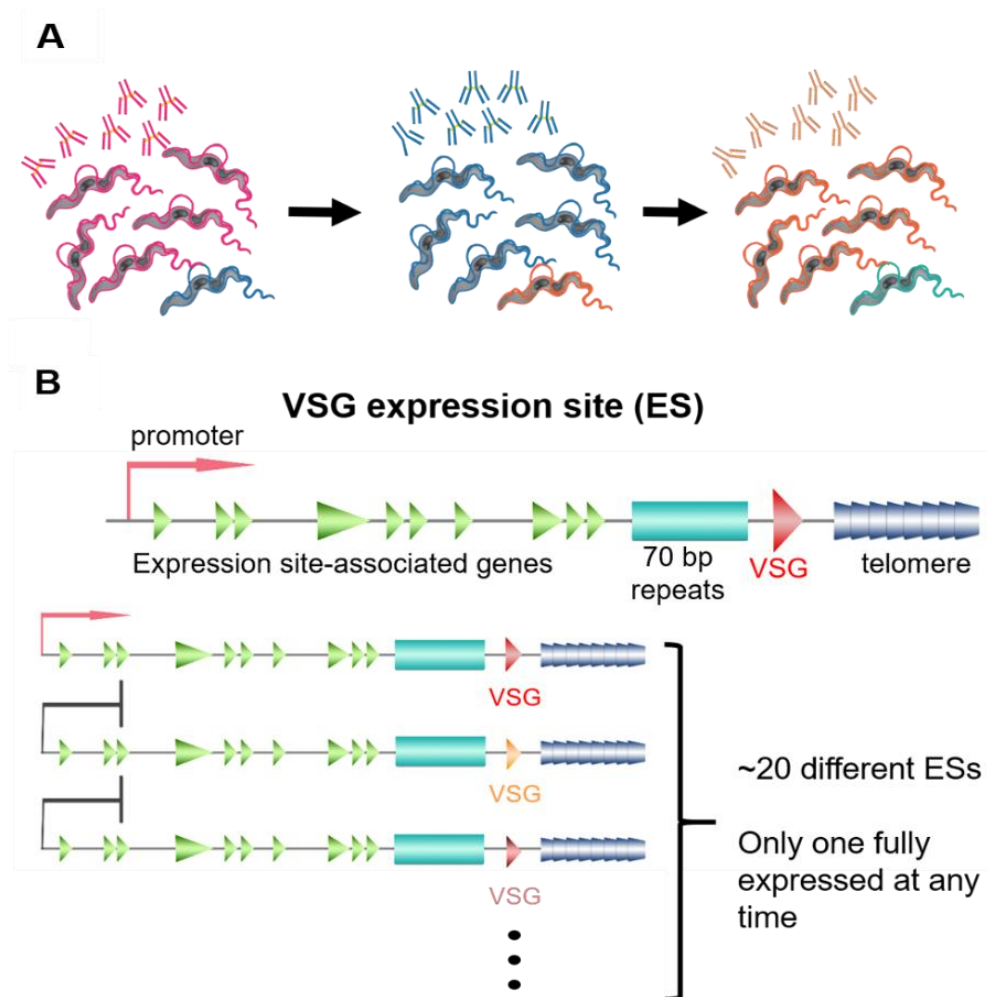 A
B
VSG expression site (ES)
promoter
Expression site-associated genes
70 bp
repeats
VSG
telomere
VSG
VSG
VSG
~20 different ESs
Only one fully
expressed at any
time